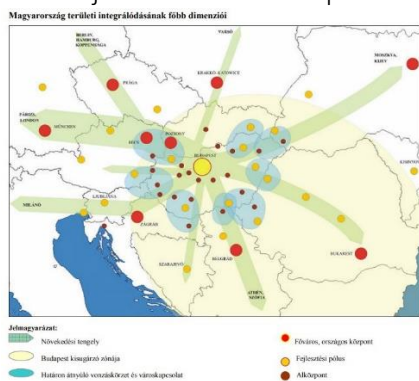 Magyarország területi integrálódásának főbb dimenziói
BERLIN,
HAMBURG,
KOPPENHÁGA
VARSÓ
MOSZKVA,
KIJEV
PRÁGA
KRAKKÓ-KATOWICE
PÁRIZS,
LONDON
MÜNCHEN
BÉCS
POZSONY
BUDAPEST
MILÁNÓ
LJUBLJANA
ZÁGRÁB
SZARAJEVÓ
BELGRÁD
BUKAREST
ATHÉN,
SZÓFIA
Jelmagyarázat:
Növekedési tengely
Budapest kisugárzó zónája
Határon átnyúló vonzáskörzet és városkapcsolat
Főváros, országos központ
Fejlesztési pólus
Alközpont